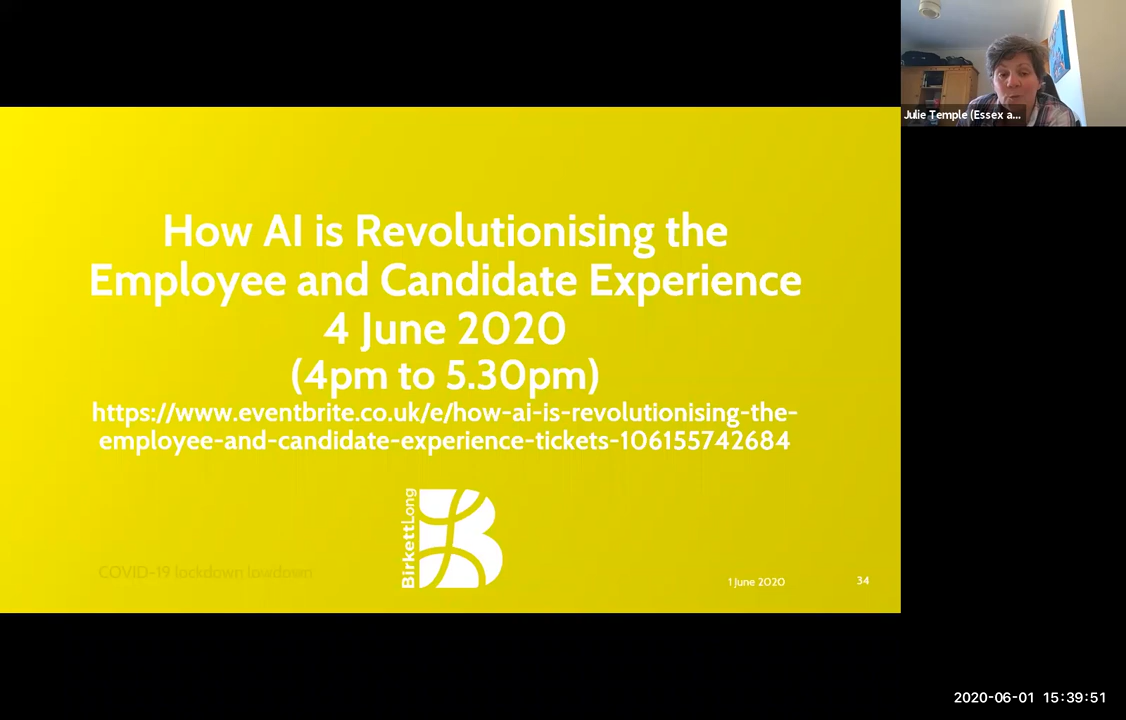 Julie Temple (Essex a...
How AI is Revolutionising the
Employee and Candidate Experience
4 June 2020
(4pm to 5.30pm)
https://www.eventbrite.co.uk/e/how-ai-is-revolutionising-the-
employee-and-candidate-experience-tickets-106155742684
BirkettLong
COVID-19 lockdown lowdown
1 June 2020
34
2020-06-01 15:39:51